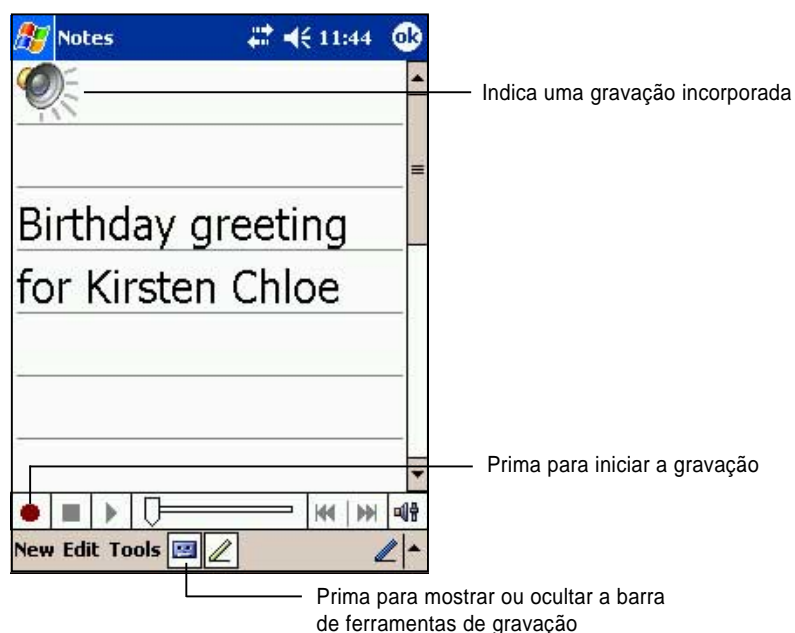 Notes 11:44 ok
Indica uma gravação incorporada
Birthday greeting
for Kirsten Chloe
Prima para iniciar a gravação
New Edit Tools
Prima para mostrar ou ocultar a barra
de ferramentas de gravação